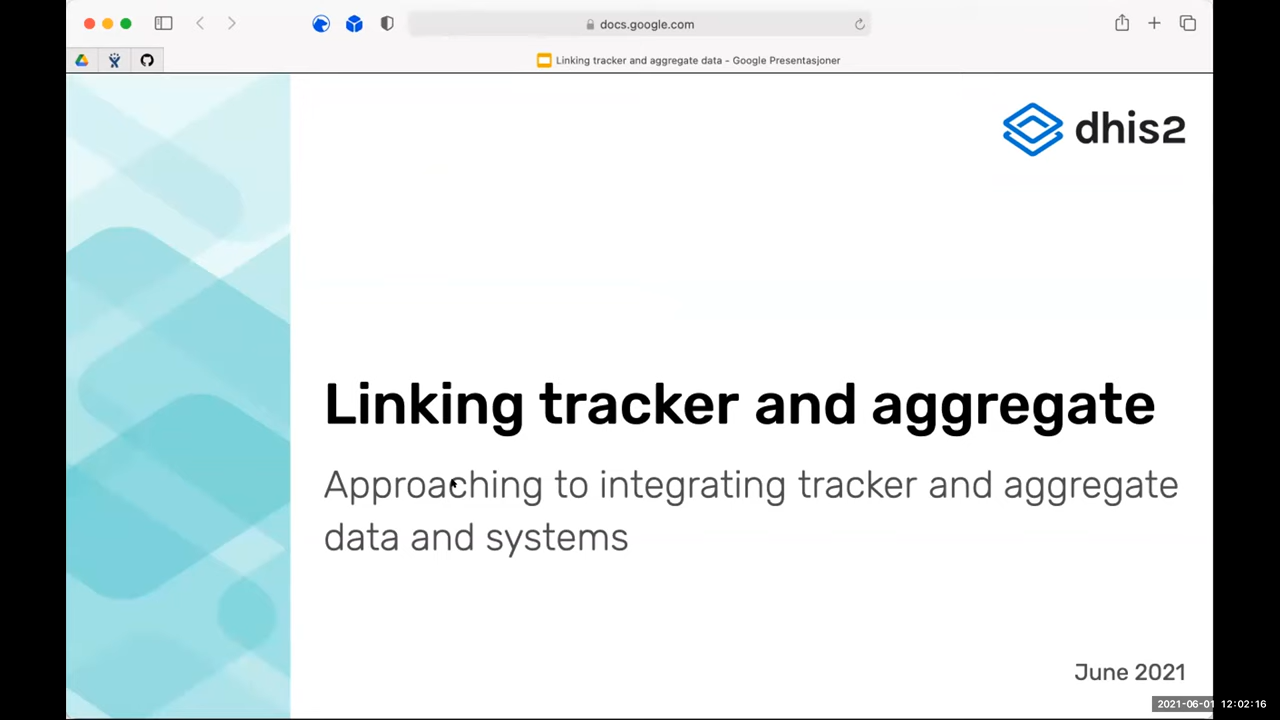 docs.google.com
Linking tracker and aggregate data - Google Presentasjoner
dhis2
Linking tracker and aggregate
Approaching to integrating tracker and aggregate
data and systems
June 2021
2021-06-01 12:02:16